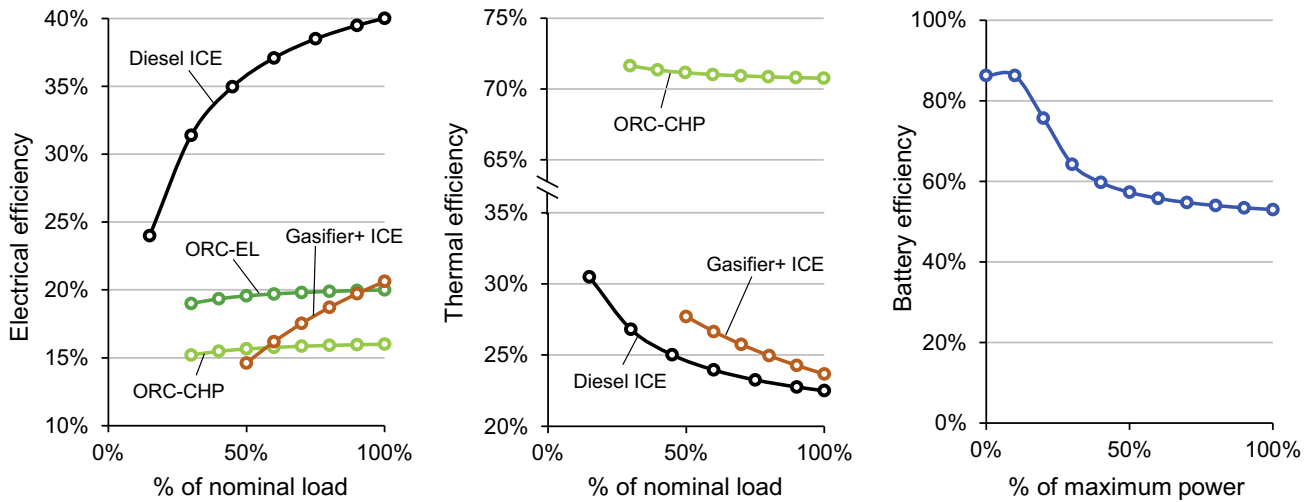 Electrical efficiency
40%
35%
30%
25%
20%
15%
10%
Diesel ICE
ORC-EL
Gasifier+ ICE
ORC-CHP
0%
50%
100%
% of nominal load
Thermal efficiency
75%
70%
65%
35%
30%
25%
20%
ORC-CHP
Gasifier+ ICE
Diesel ICE
0%
50%
100%
% of nominal load
Battery efficiency
100%
80%
60%
40%
20%
0%
0%
50%
100%
% of maximum power